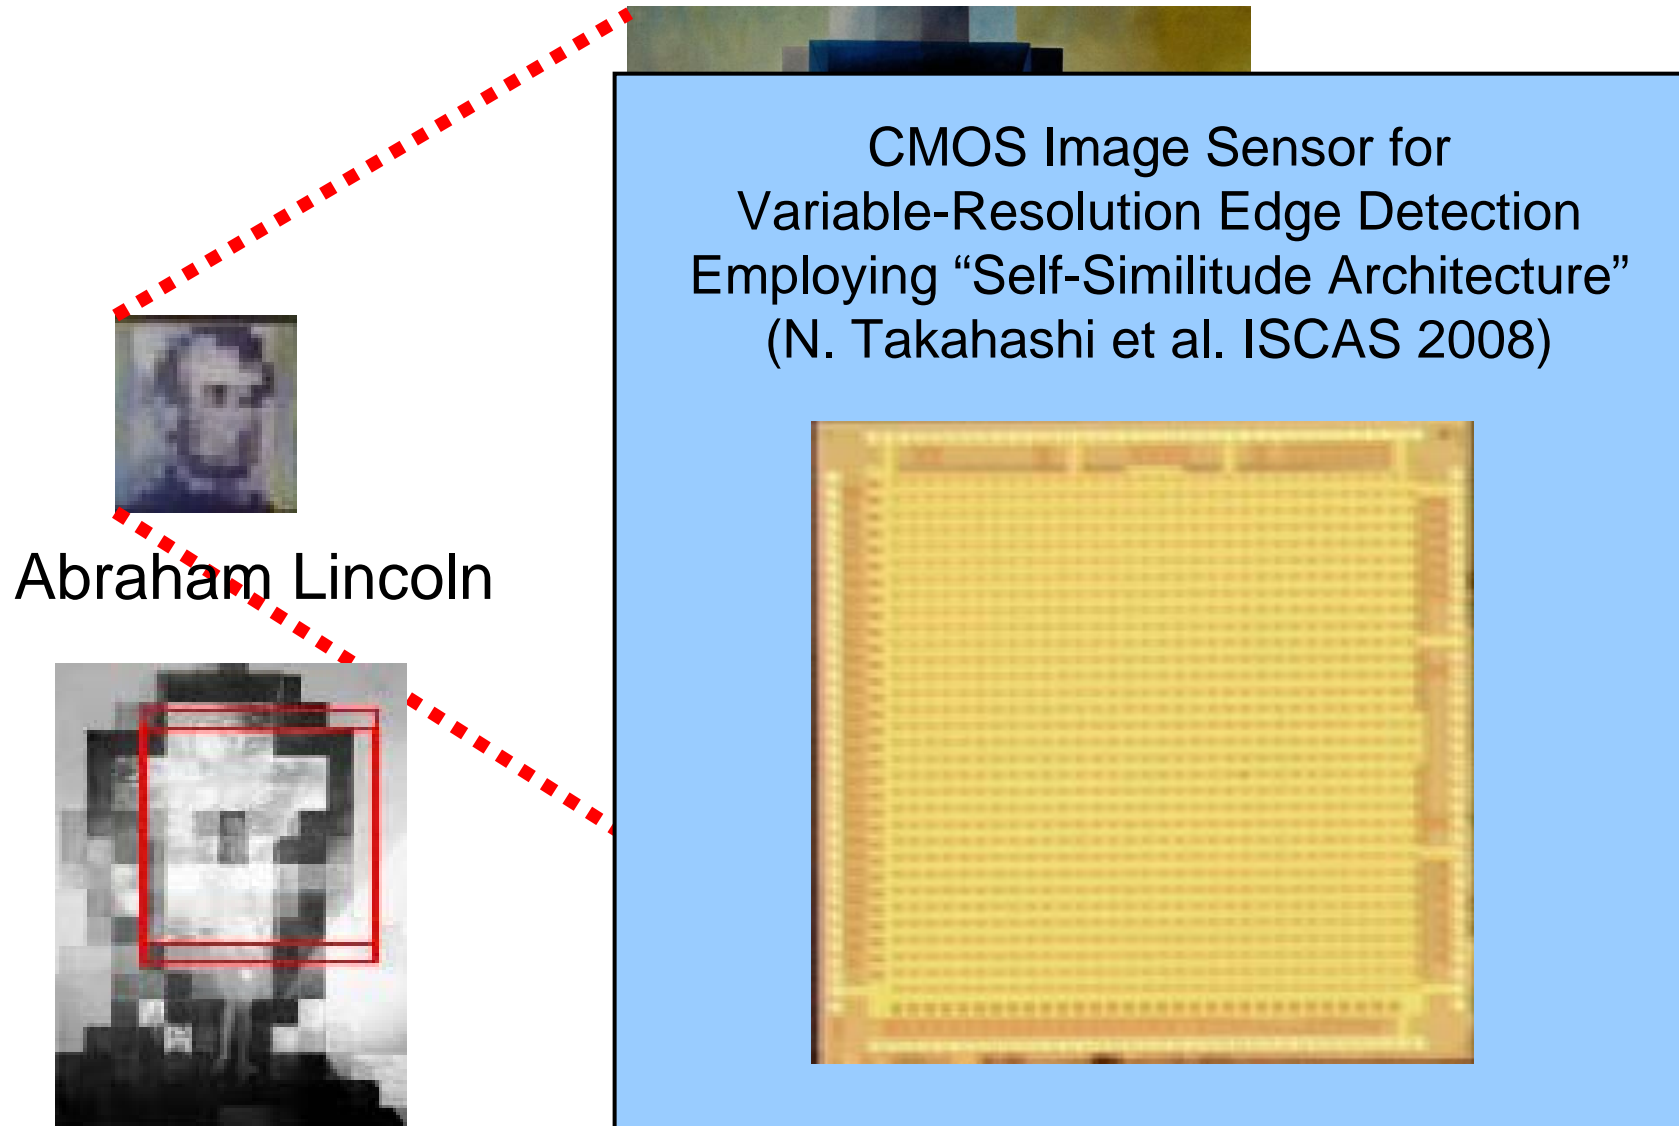 CMOS Image Sensor for
Variable-Resolution Edge Detection
Employing “Self-Similitude Architecture”
(N. Takahashi et al. ISCAS 2008)
Abraham Lincoln